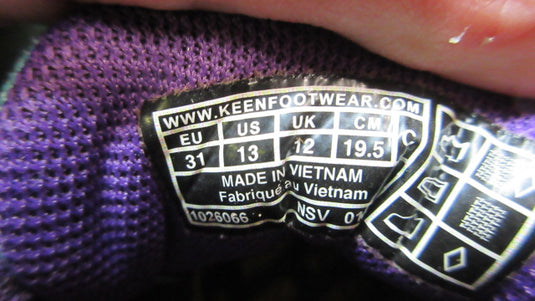 WWW.KEENFOOTWEAR.COM
EU US UK CM
31 13 12 19.5 C
MADE IN VIETNAM
Fabriqué au Vietnam
1026066 NSV 01